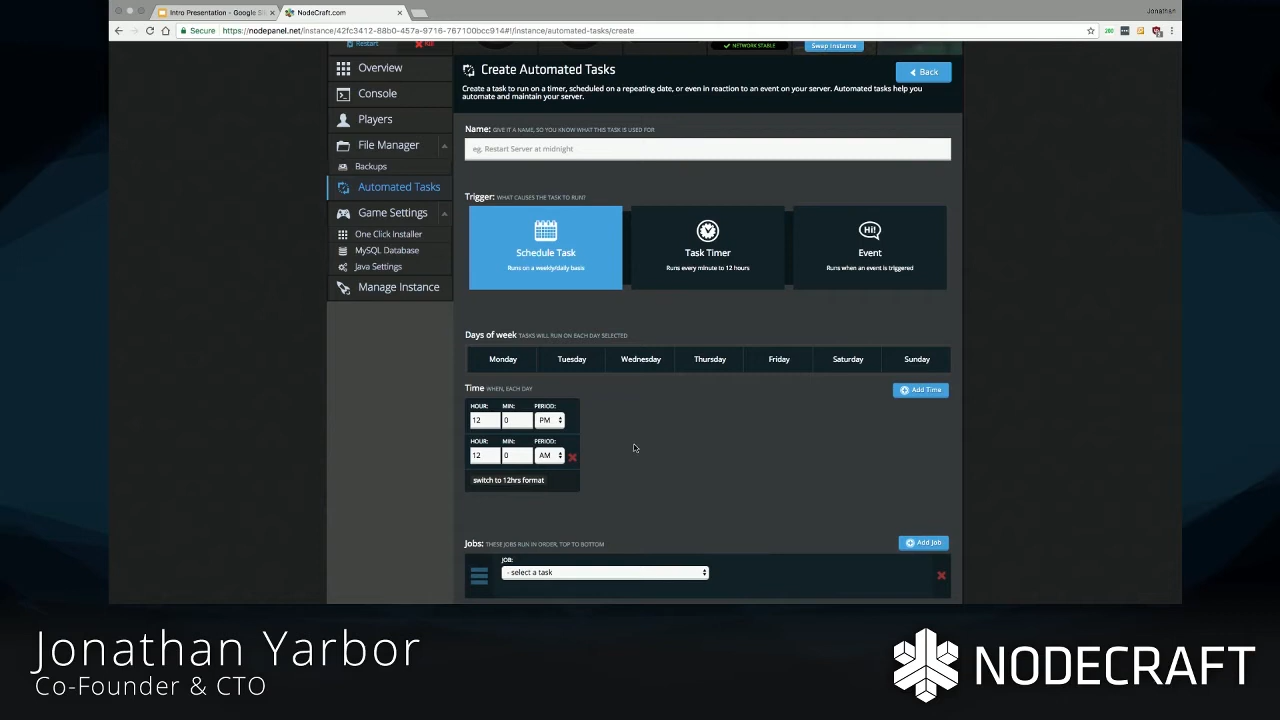 Jonathan
Intro Presentation - Google Sl
NodeCraft.com
Secure
https://nodepanel.net/instance/42fc3412-88b0-457a-9716-767100bcc914#!/instance/automated-tasks/create
Restart
Kill
NETWORK STABLE
Swap Instance
Overview
Console
Players
File Manager
Backups
Automated Tasks
Game Settings
One Click Installer
MySQL Database
Java Settings
Manage Instance
Create Automated Tasks
Back
Create a task to run on a timer, scheduled on a repeating date, or even in reaction to an event on your server. Automated tasks help you
automate and maintain your server.
Name: GIVE IT A NAME, SO YOU KNOW WHAT THIS TASK IS USED FOR
eg. Restart Server at midnight
Trigger: WHAT CAUSES THE TASK TO RUN?
Schedule Task
Runs on a weekly/daily basis
Task Timer
Runs every minute to 12 hours
Hi!
Event
Runs when an event is triggered
Days of week TASKS WILL RUN ON EACH DAY SELECTED
Monday Tuesday Wednesday Thursday Friday Saturday Sunday
Time WHEN, EACH DAY
Add Time
HOUR: MIN: PERIOD:
12 0 PM
HOUR: MIN: PERIOD:
12 0 AM
switch to 12hrs format
Jobs: THESE JOBS RUN IN ORDER, TOP TO BOTTOM
Add Job
JOB:
- select a task
Jonathan Yarbor
Co-Founder & CTO
NODECRAFT